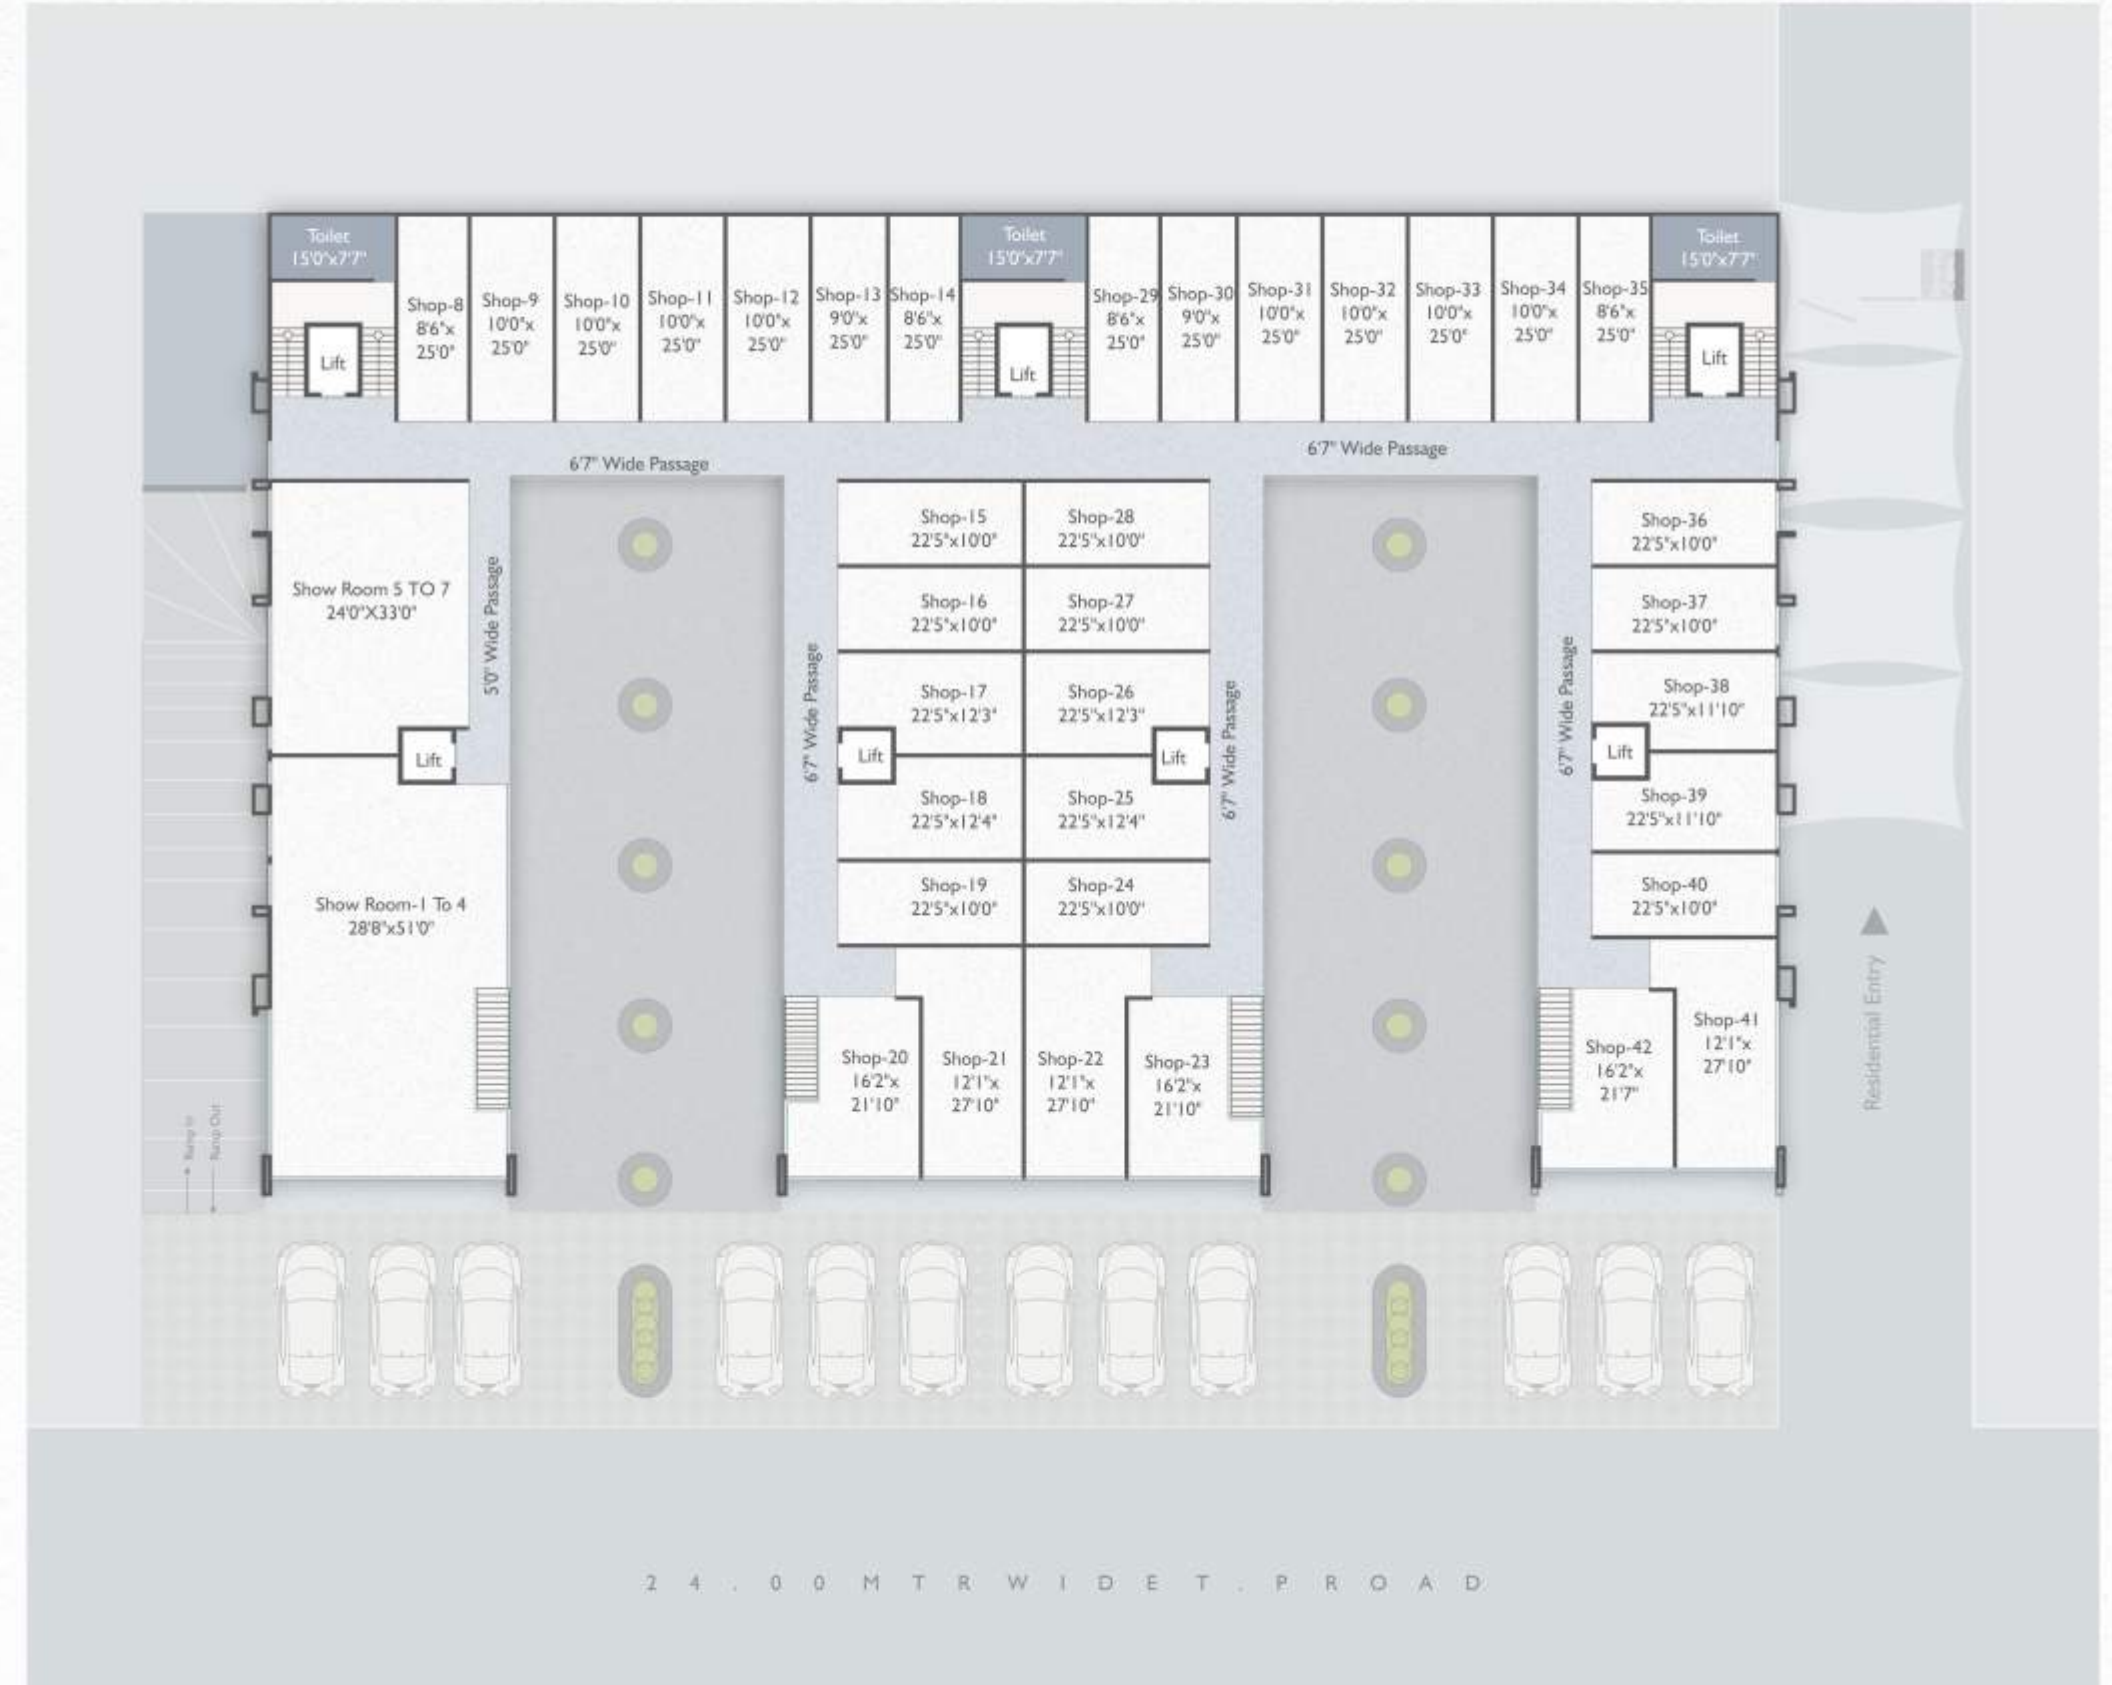 Toilet
15'0"x7'7"
Lift
Shop-8
8'6"x
25'0"
Shop-9
10'0"x
25'0"
Shop-10
10'0"x
25'0"
Shop-11
10'0"x
25'0"
Shop-12
10'0"x
25'0"
Shop-13
9'0"x
25'0"
Shop-14
8'6"x
25'0"
Toilet
15'0"x7'7"
Lift
Shop-29
8'6"x
25'0"
Shop-30
9'0"x
25'0"
Shop-31
10'0"x
25'0"
Shop-32
10'0"x
25'0"
Shop-33
10'0"x
25'0"
Shop-34
10'0"x
25'0"
Shop-35
8'6"x
25'0"
Toilet
15'0"x7'7"
Lift
6'7" Wide Passage
6'7" Wide Passage
Show Room 5 TO 7
24'0"X33'0"
5'0" Wide Passage
Lift
Show Room-1 To 4
28'8"x51'0"
6'7" Wide Passage
Shop-15
22'5"x10'0"
Shop-28
22'5"x10'0"
Shop-16
22'5"x10'0"
Shop-27
22'5"x10'0"
Shop-17
22'5"x12'3"
Shop-26
22'5"x12'3"
Lift
Lift
Shop-18
22'5"x12'4"
Shop-25
22'5"x12'4"
Shop-19
22'5"x10'0"
Shop-24
22'5"x10'0"
6'7" Wide Passage
Shop-20
16'2"x
21'10"
Shop-21
12'1"x
27'10"
Shop-22
12'1"x
27'10"
Shop-23
16'2"x
21'10"
6'7" Wide Passage
Shop-36
22'5"x10'0"
Shop-37
22'5"x10'0"
Shop-38
22'5"x11'10"
Lift
Shop-39
22'5"x11'10"
Shop-40
22'5"x10'0"
Shop-42
16'2"x
21'7"
Shop-41
12'1"x
27'10"
Ramp In
Ramp Out
Residential Entry
24.00MTRWIDET.PROAD